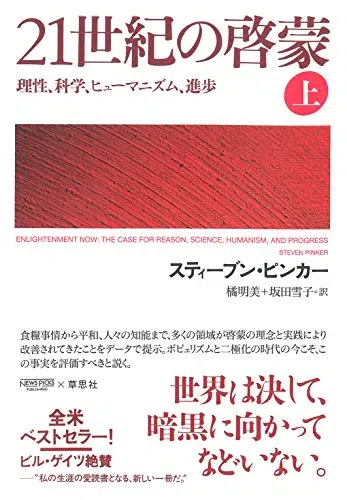 21世紀の啓蒙
理性、科学、ヒューマニズム、進歩
上
ENLIGHTENMENT NOW: THE CASE FOR REASON, SCIENCE, HUMANISM, AND PROGRESS
STEVEN PINKER
スティーブン・ピンカー
橘明美+坂田雪子・訳
食糧事情から平和、人々の知能まで、多くの領域が啓蒙の理念と実践により
改善されてきたことをデータで提示。ポピュリズムと二極化の時代の今こそ、こ
の事実を評価すべきと説く。
NEWS PICKS
PUBLISHING
× 草思社
全米
ベストセラー!
ビル・ゲイツ絶賛
——“私の生涯の愛読書となる、新しい一冊だ。”
世界は決して、
暗黒に向かって
などいない。